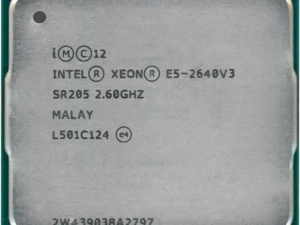 i Ⓜ Ⓒ 12
INTEL® XEON® E5-2640V3
SR205 2.60GHZ
MALAY
L501C124 e4
2W439038A2797